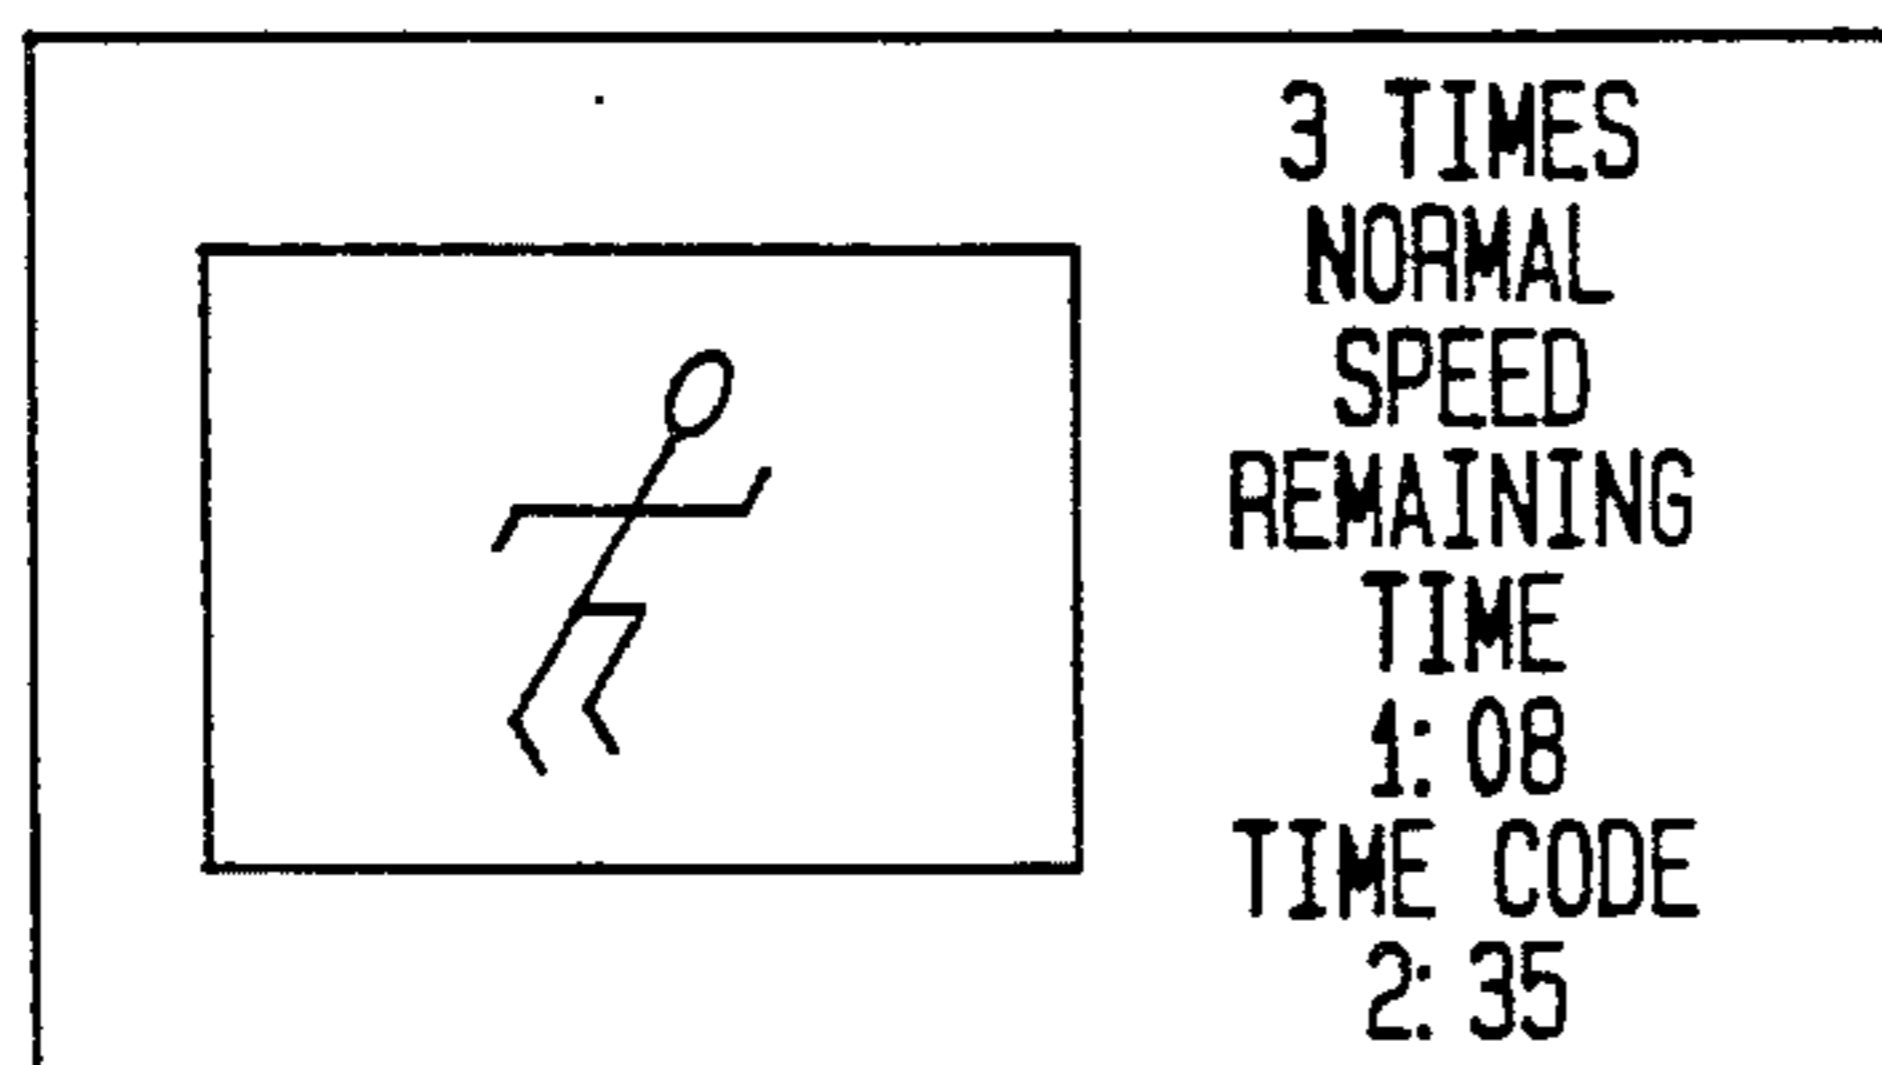 3 TIMES
NORMAL
SPEED
REMAINING
TIME
1:08
TIME CODE
2:35